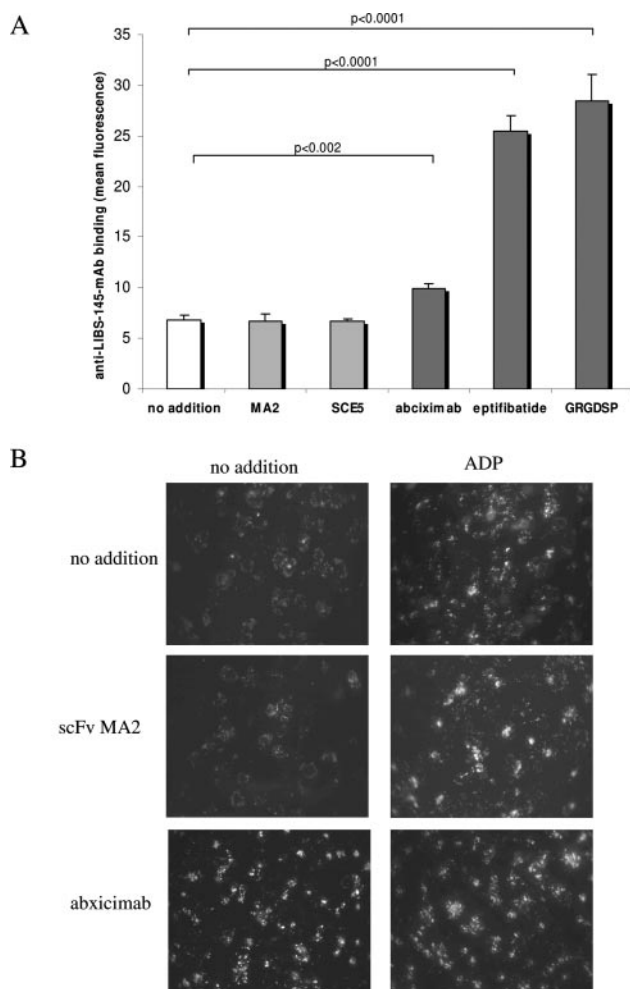 A
p<0.0001
p<0.0001
p<0.002
anti-LIBS-145-mAb binding (mean fluorescence)
35
30
25
20
15
10
5
0
no addition MA2 SCE5 abciximab eptifibatide GRGDSP
B
no addition ADP
no addition
scFv MA2
abxicimab